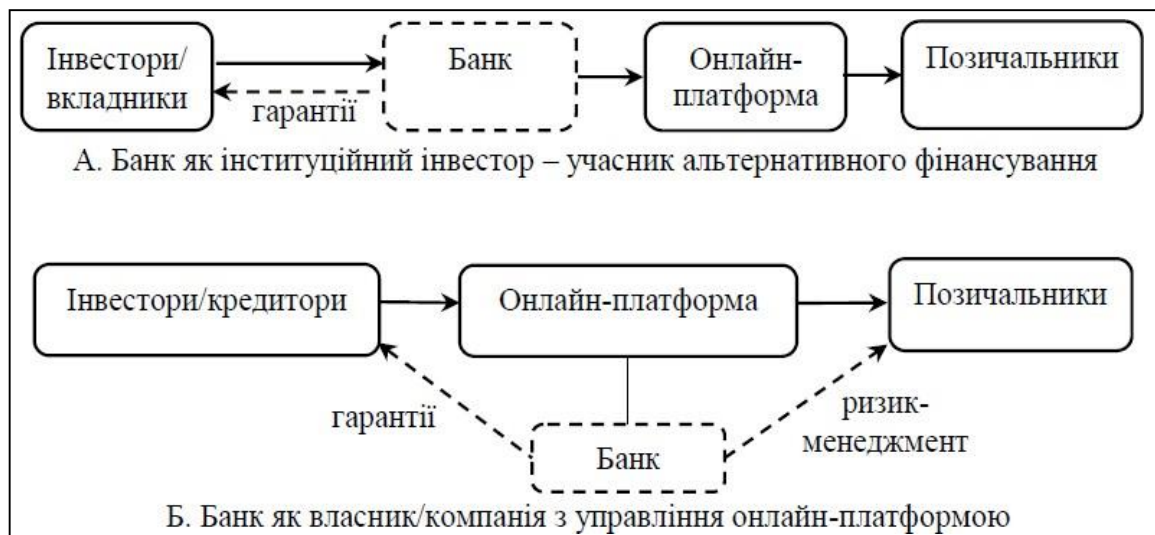 Інвестори/
вкладники
гарантії
Банк
Онлайн-
платформа
Позичальники
А. Банк як інституційний інвестор – учасник альтернативного фінансування
Інвестори/кредитори
Онлайн-платформа
Позичальники
гарантії
Банк
ризик-
менеджмент
Б. Банк як власник/компанія з управління онлайн-платформою